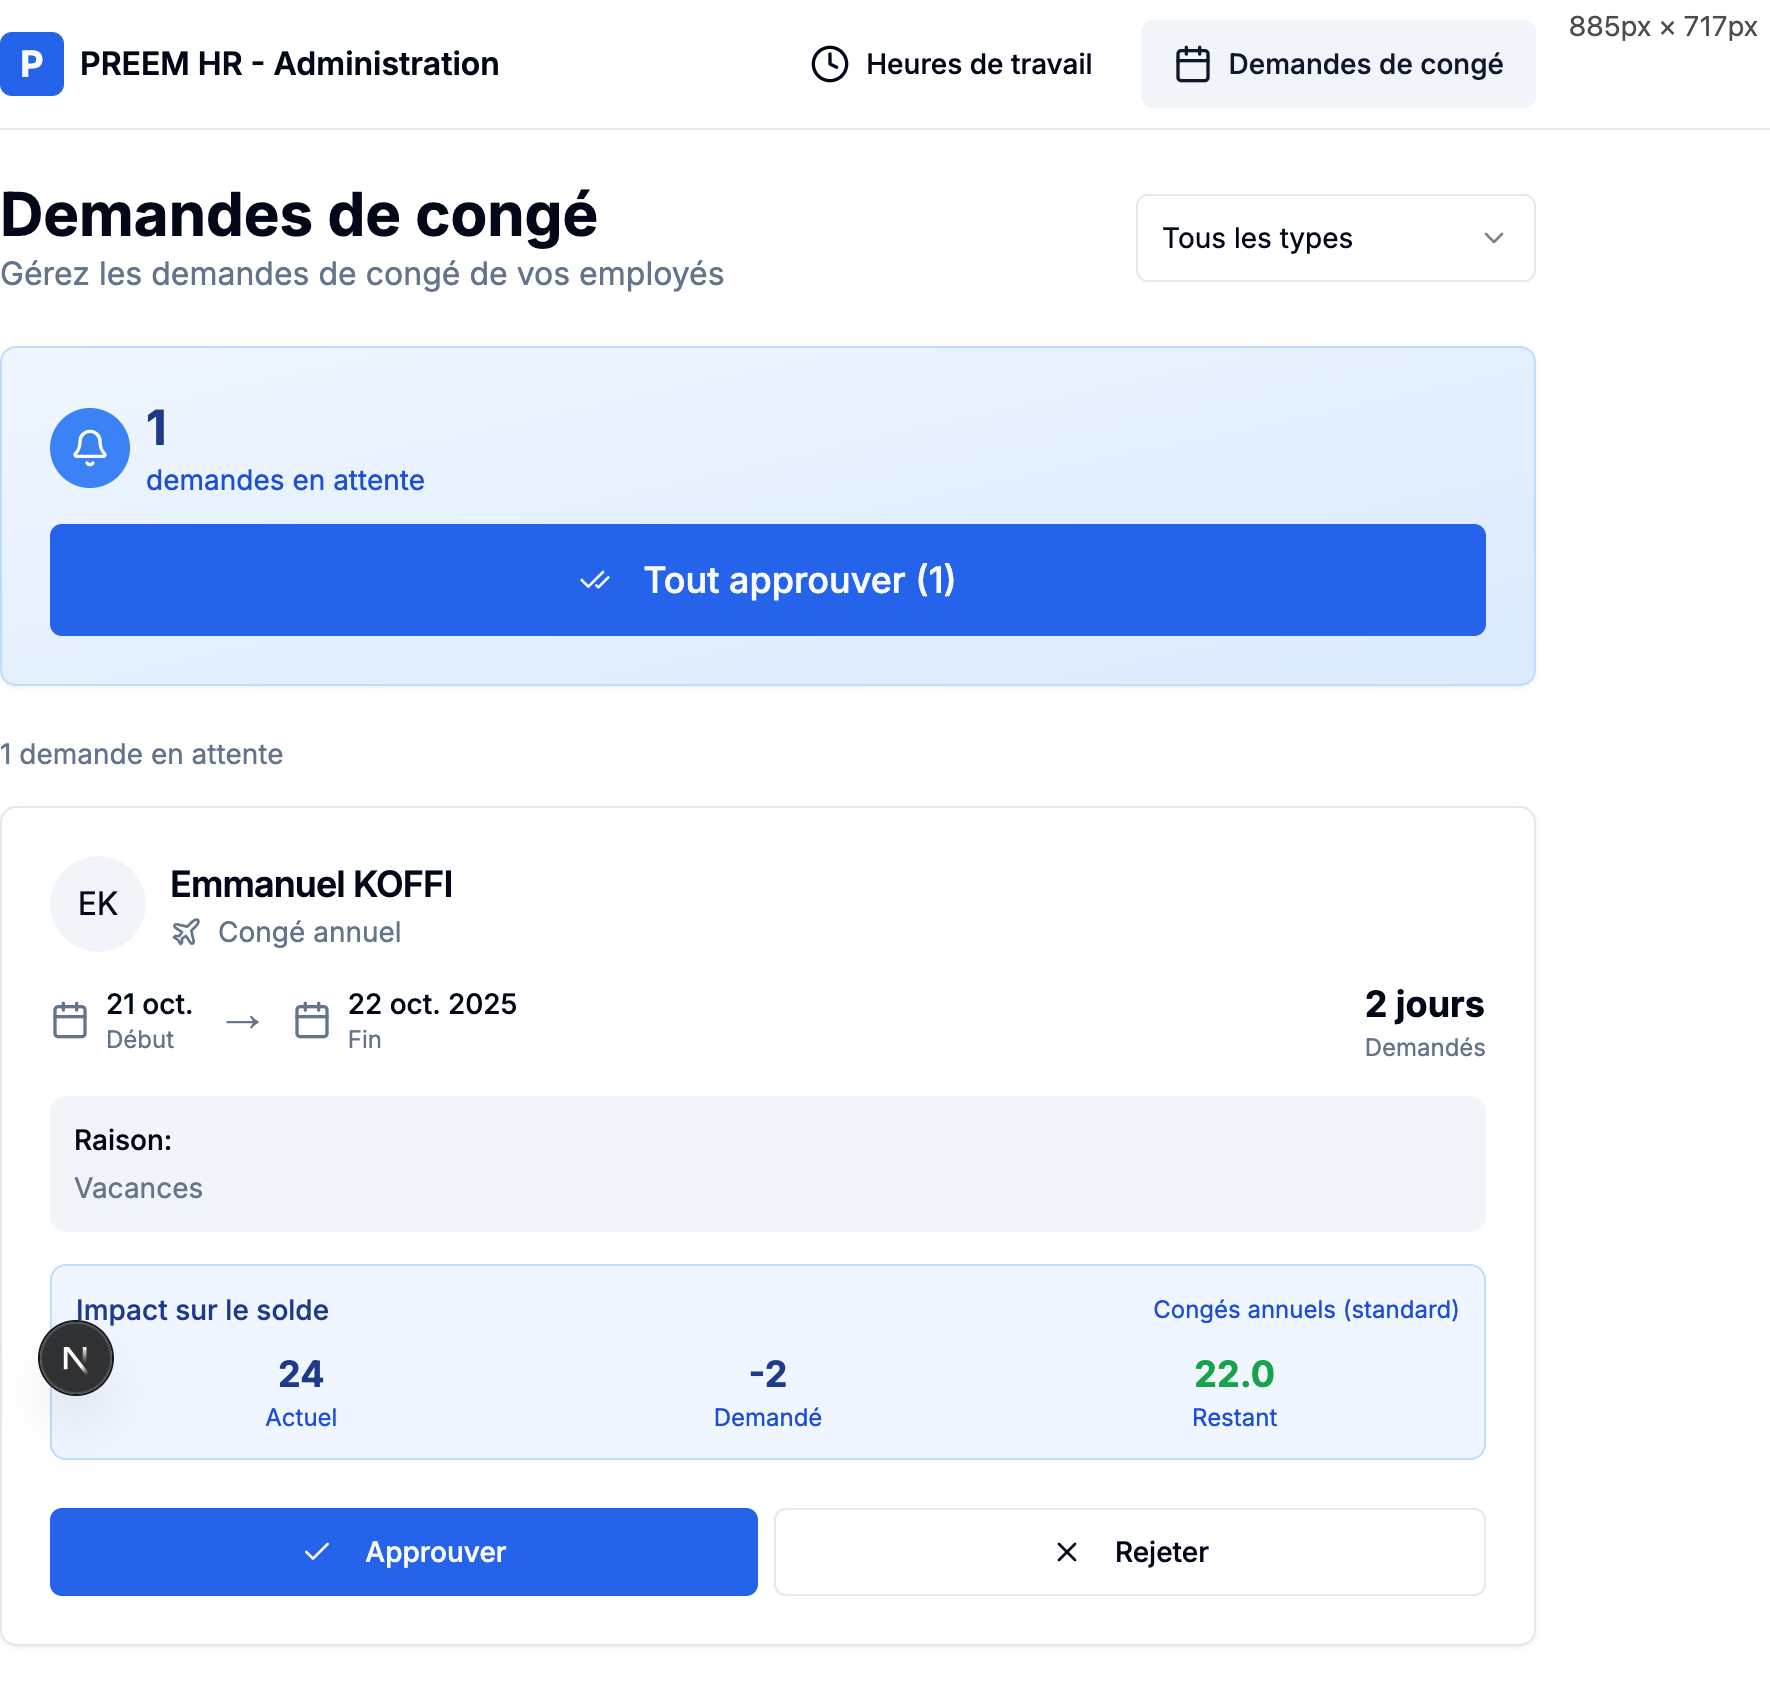 885px × 717px
P PREEM HR - Administration
Heures de travail
Demandes de congé
Demandes de congé
Gérez les demandes de congé de vos employés
Tous les types
1
demandes en attente
Tout approuver (1)
1 demande en attente
EK
Emmanuel KOFFI
Congé annuel
21 oct. → 22 oct. 2025
Début Fin
2 jours
Demandés
Raison:
Vacances
Impact sur le solde
Congés annuels (standard)
N
24
Actuel
-2
Demandé
22.0
Restant
Approuver
Rejeter